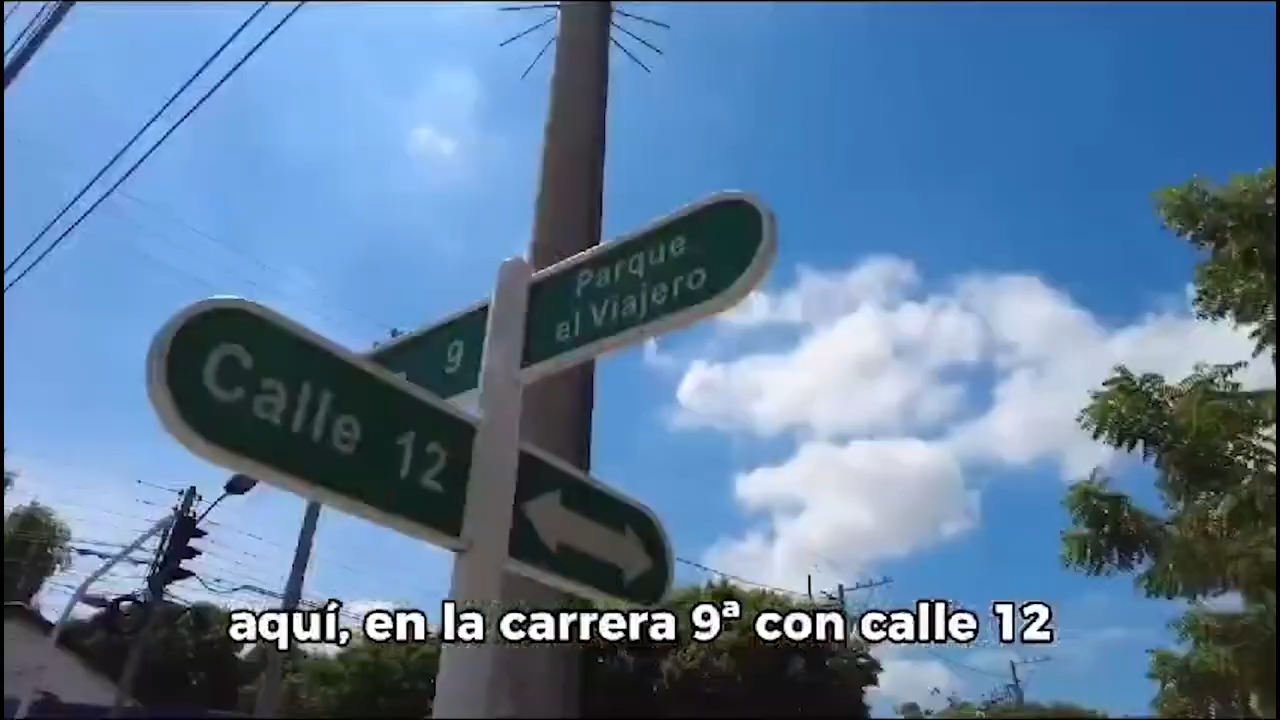 Parque
el Viajero
9
Calle 12
aquí, en la carrera 9ª con calle 12